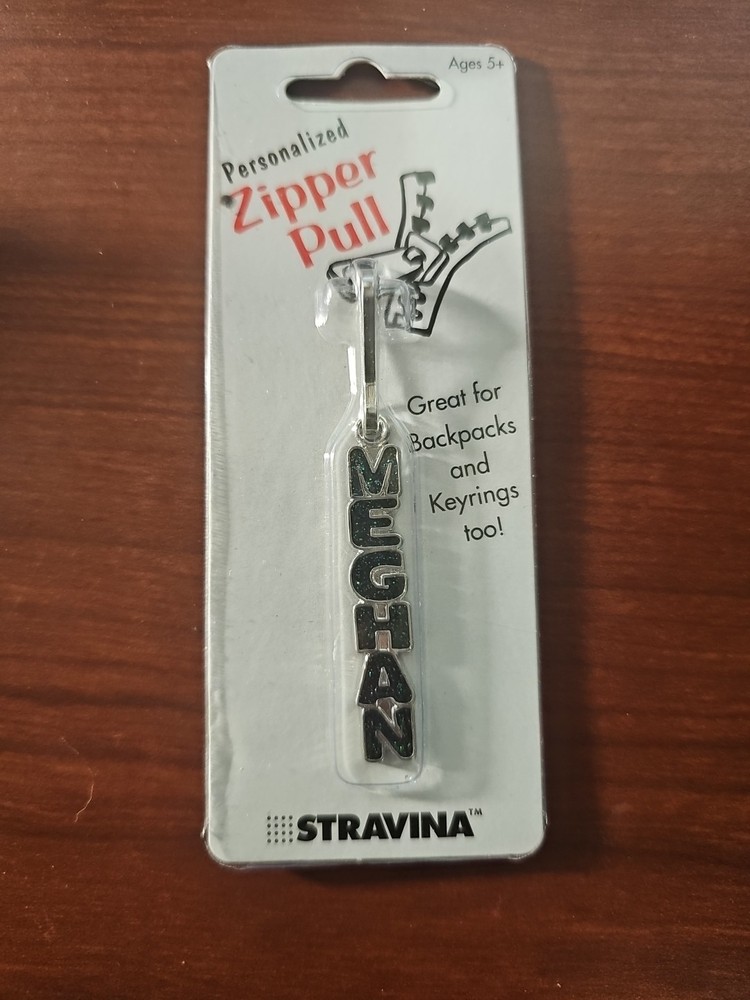 Ages 5+
Personalized
Zipper
Pull
Great for
Backpacks
and
Keyrings
too!
MEGHAN
STRAVINA™